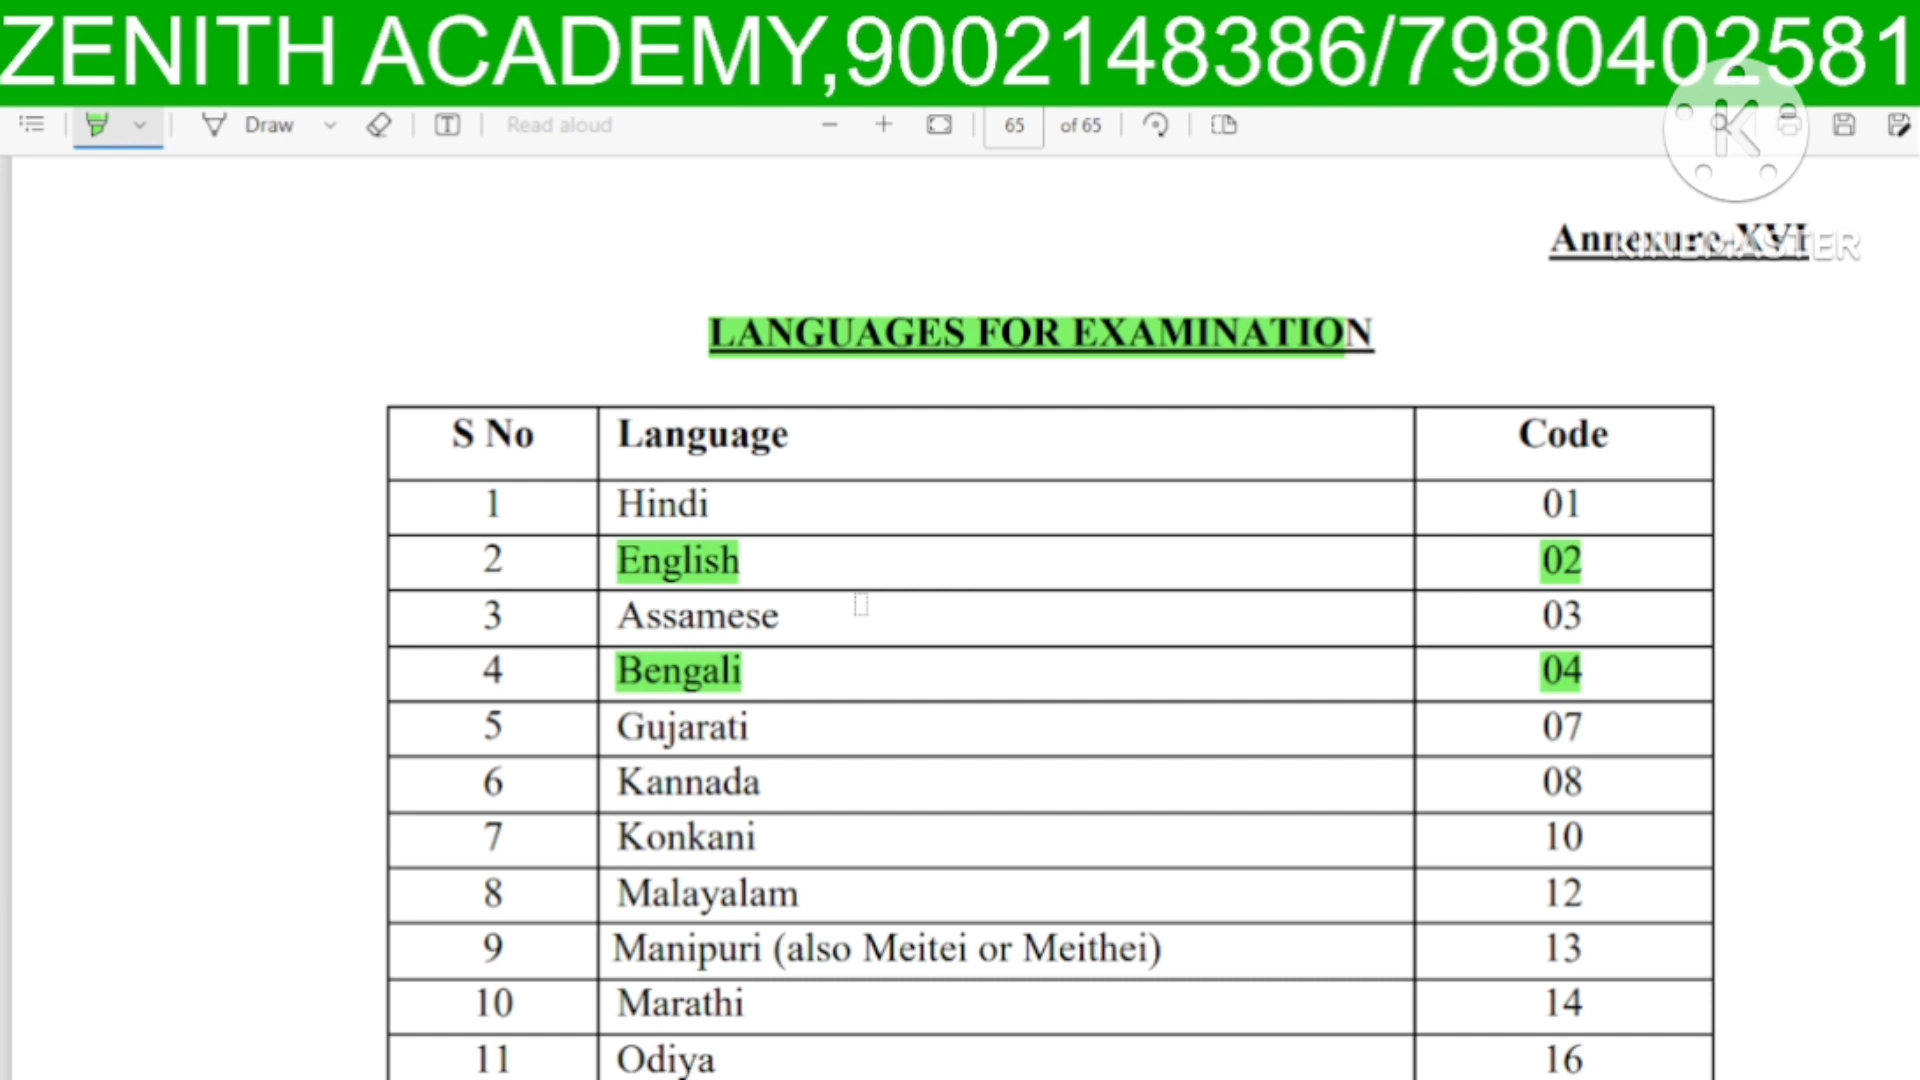 ZENITH ACADEMY,9002148386/7980402581
Draw Read aloud 65 of 65
K
KINEMASTER
Annexure-XVI
LANGUAGES FOR EXAMINATION
S No Language Code
1 Hindi 01
2 English 02
3 Assamese 03
4 Bengali 04
5 Gujarati 07
6 Kannada 08
7 Konkani 10
8 Malayalam 12
9 Manipuri (also Meitei or Meithei) 13
10 Marathi 14
11 Odiya 16